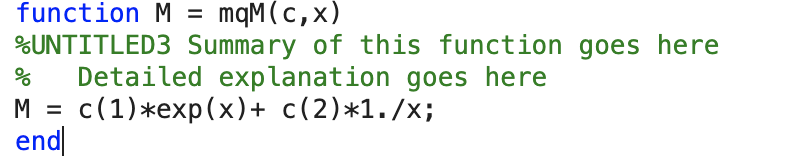 function M = mqM(c,x)
%UNTITLED3 Summary of this function goes here
%   Detailed explanation goes here
M = c(1)*exp(x)+ c(2)*1./x;
end